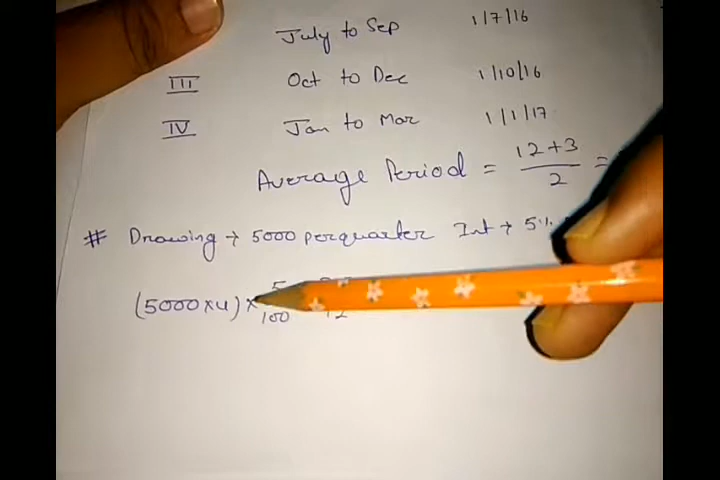 July to Sep 1/7/16
III Oct to Dec 1/10/16
IV Jan to Mar 1/1/17
Average Period = 12+3/2 =
# Drawing → 5000 per quarter Int → 5%
(5000×4) × 5/100